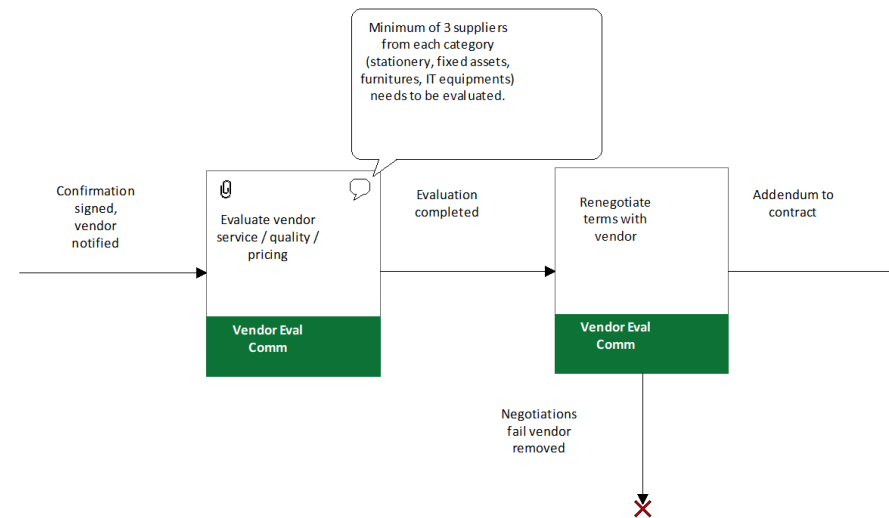 Minimum of 3 suppliers
from each category
(stationery, fixed assets,
furnitures, IT equipments)
needs to be evaluated.
Confirmation
signed,
vendor
notified
Evaluate vendor
service / quality /
pricing
Vendor Eval
Comm
Evaluation
completed
Renegotiate
terms with
vendor
Vendor Eval
Comm
Addendum to
contract
Negotiations
fail vendor
removed